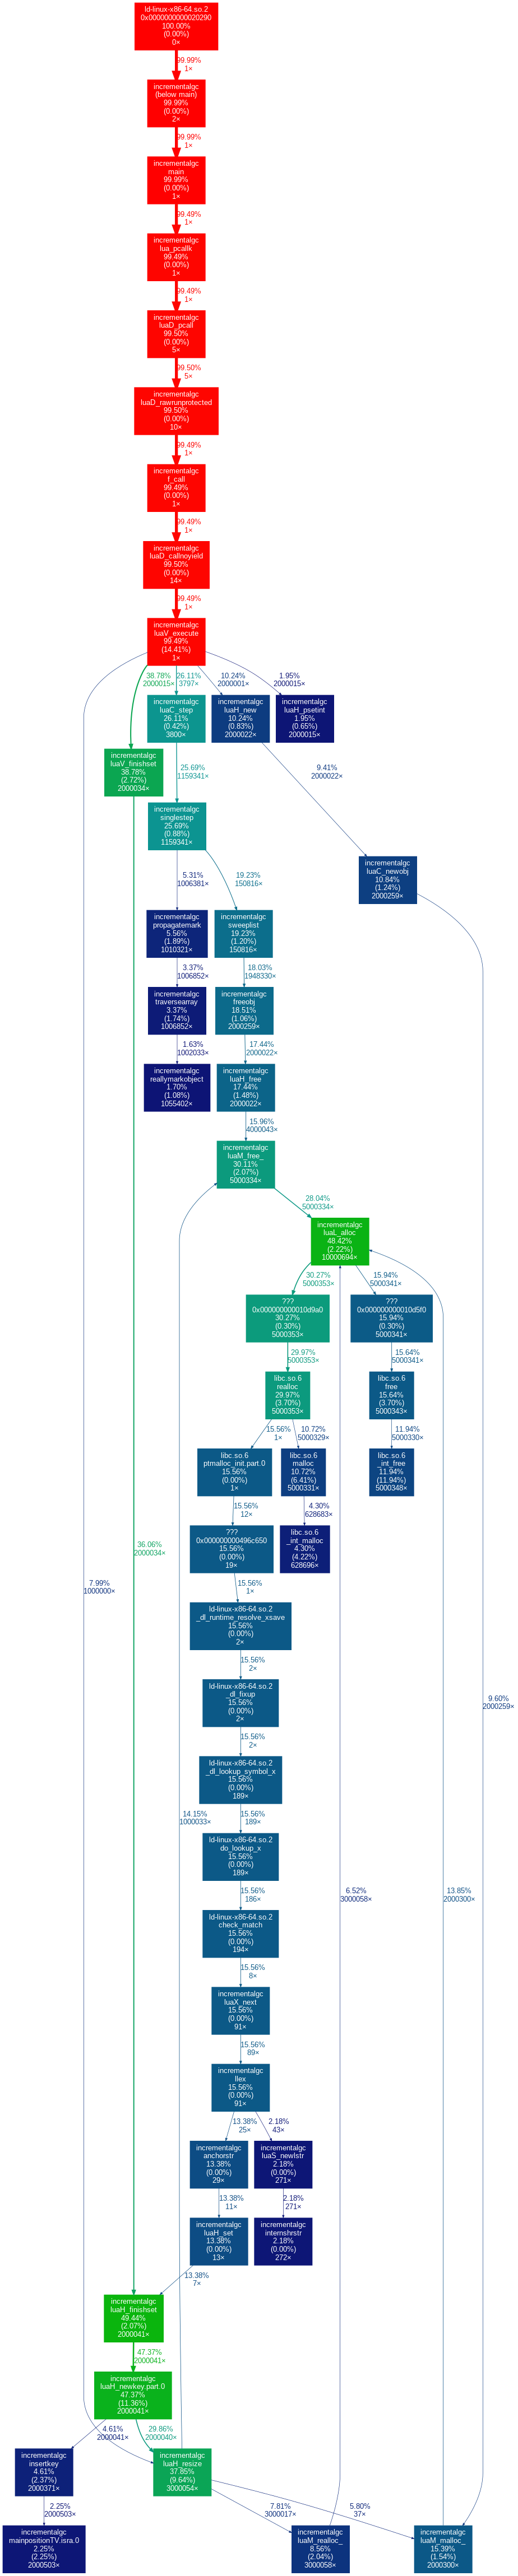 ld-linux-x86-64.so.2
0x0000000000020290
100.00%
(0.00%)
0×
99.99%
1×
incrementalgc
(below main)
99.99%
(0.00%)
2×
99.99%
1×
incrementalgc
main
99.99%
(0.00%)
1×
99.49%
1×
incrementalgc
lua_pcallk
99.49%
(0.00%)
1×
99.49%
1×
incrementalgc
luaD_pcall
99.50%
(0.00%)
5×
99.50%
5×
incrementalgc
luaD_rawrunprotected
99.50%
(0.00%)
10×
99.49%
1×
incrementalgc
f_call
99.49%
(0.00%)
1×
99.49%
1×
incrementalgc
luaD_callnoyield
99.50%
(0.00%)
14×
99.49%
1×
incrementalgc
luaV_execute
99.49%
(14.41%)
1×
38.78%
2000015×
26.11%
3797×
10.24%
2000001×
1.95%
2000015×
incrementalgc
luaC_step
26.11%
(0.42%)
3800×
incrementalgc
luaH_new
10.24%
(0.83%)
2000022×
incrementalgc
luaH_psetint
1.95%
(0.65%)
2000015×
incrementalgc
luaV_finishset
38.78%
(2.72%)
2000034×
25.69%
1159341×
9.41%
2000022×
incrementalgc
singlestep
25.69%
(0.88%)
1159341×
incrementalgc
luaC_newobj
10.84%
(1.24%)
2000259×
5.31%
1006381×
19.23%
150816×
incrementalgc
propagatemark
5.56%
(1.89%)
1010321×
incrementalgc
sweeplist
19.23%
(1.20%)
150816×
3.37%
1006852×
18.03%
1948330×
incrementalgc
traversearray
3.37%
(1.74%)
1006852×
incrementalgc
freeobj
18.51%
(1.06%)
2000259×
1.63%
1002033×
17.44%
2000022×
incrementalgc
reallymarkobject
1.70%
(1.08%)
1055402×
incrementalgc
luaH_free
17.44%
(1.48%)
2000022×
15.96%
4000043×
incrementalgc
luaM_free_
30.11%
(2.07%)
5000334×
28.04%
5000334×
incrementalgc
luaL_alloc
48.42%
(2.22%)
10000694×
30.27%
5000353×
15.94%
5000341×
???
0x000000000010d9a0
30.27%
(0.30%)
5000353×
???
0x000000000010d5f0
15.94%
(0.30%)
5000341×
29.97%
5000353×
15.64%
5000341×
libc.so.6
realloc
29.97%
(3.70%)
5000353×
libc.so.6
free
15.64%
(3.70%)
5000343×
15.56%
1×
10.72%
5000329×
11.94%
5000330×
libc.so.6
ptmalloc_init.part.0
15.56%
(0.00%)
1×
libc.so.6
malloc
10.72%
(6.41%)
5000331×
libc.so.6
_int_free
11.94%
(11.94%)
5000348×
15.56%
12×
4.30%
628683×
???
0x000000000496c650
15.56%
(0.00%)
19×
libc.so.6
_int_malloc
4.30%
(4.22%)
628696×
36.06%
2000034×
7.99%
1000000×
15.56%
1×
ld-linux-x86-64.so.2
_dl_runtime_resolve_xsave
15.56%
(0.00%)
2×
15.56%
2×
ld-linux-x86-64.so.2
_dl_fixup
15.56%
(0.00%)
2×
9.60%
2000259×
15.56%
2×
ld-linux-x86-64.so.2
_dl_lookup_symbol_x
15.56%
(0.00%)
189×
14.15%
1000033×
15.56%
189×
ld-linux-x86-64.so.2
do_lookup_x
15.56%
(0.00%)
189×
15.56%
186×
6.52%
3000058×
13.85%
2000300×
ld-linux-x86-64.so.2
check_match
15.56%
(0.00%)
194×
15.56%
8×
incrementalgc
luaX_next
15.56%
(0.00%)
91×
15.56%
89×
incrementalgc
llex
15.56%
(0.00%)
91×
13.38%
25×
2.18%
43×
incrementalgc
anchorstr
13.38%
(0.00%)
29×
incrementalgc
luaS_newlstr
2.18%
(0.00%)
271×
13.38%
11×
2.18%
271×
incrementalgc
luaH_set
13.38%
(0.00%)
13×
incrementalgc
internshrstr
2.18%
(0.00%)
272×
13.38%
7×
incrementalgc
luaH_finishset
49.44%
(2.07%)
2000041×
47.37%
2000041×
incrementalgc
luaH_newkey.part.0
47.37%
(11.36%)
2000041×
4.61%
2000041×
29.86%
2000040×
incrementalgc
insertkey
4.61%
(2.37%)
2000371×
incrementalgc
luaH_resize
37.85%
(9.64%)
3000054×
2.25%
2000503×
7.81%
3000017×
5.80%
37×
incrementalgc
mainpositionTV.isra.0
2.25%
(2.25%)
2000503×
incrementalgc
luaM_realloc_
8.56%
(2.04%)
3000058×
incrementalgc
luaM_malloc_
15.39%
(1.54%)
2000300×